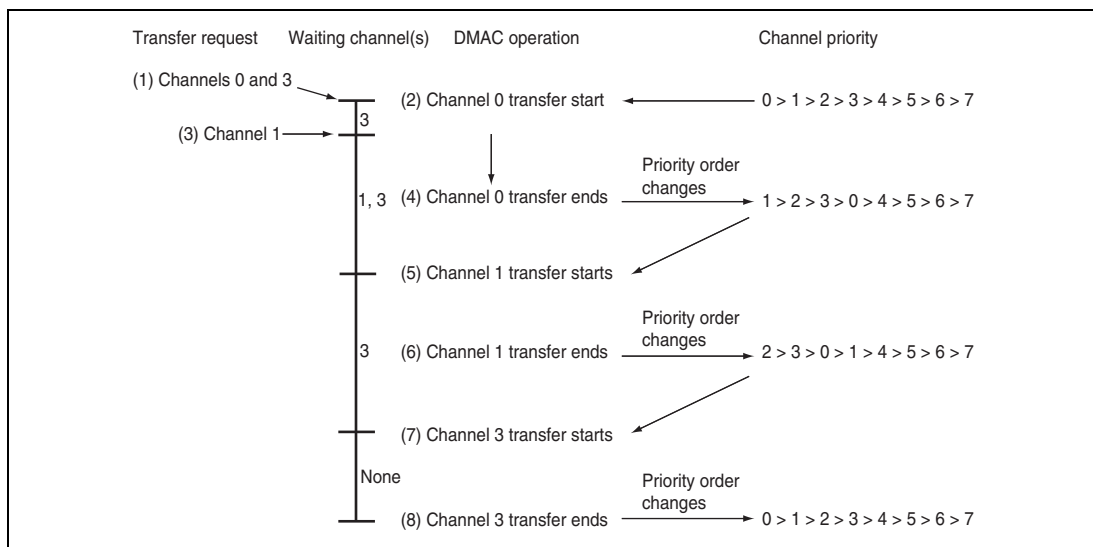 Transfer request Waiting channel(s) DMAC operation Channel priority
(1) Channels 0 and 3
(2) Channel 0 transfer start 0 > 1 > 2 > 3 > 4 > 5 > 6 > 7
3
(3) Channel 1
Priority order
changes
1, 3 (4) Channel 0 transfer ends 1 > 2 > 3 > 0 > 4 > 5 > 6 > 7
(5) Channel 1 transfer starts
Priority order
changes
3 (6) Channel 1 transfer ends 2 > 3 > 0 > 1 > 4 > 5 > 6 > 7
(7) Channel 3 transfer starts
None
Priority order
changes
(8) Channel 3 transfer ends 0 > 1 > 2 > 3 > 4 > 5 > 6 > 7